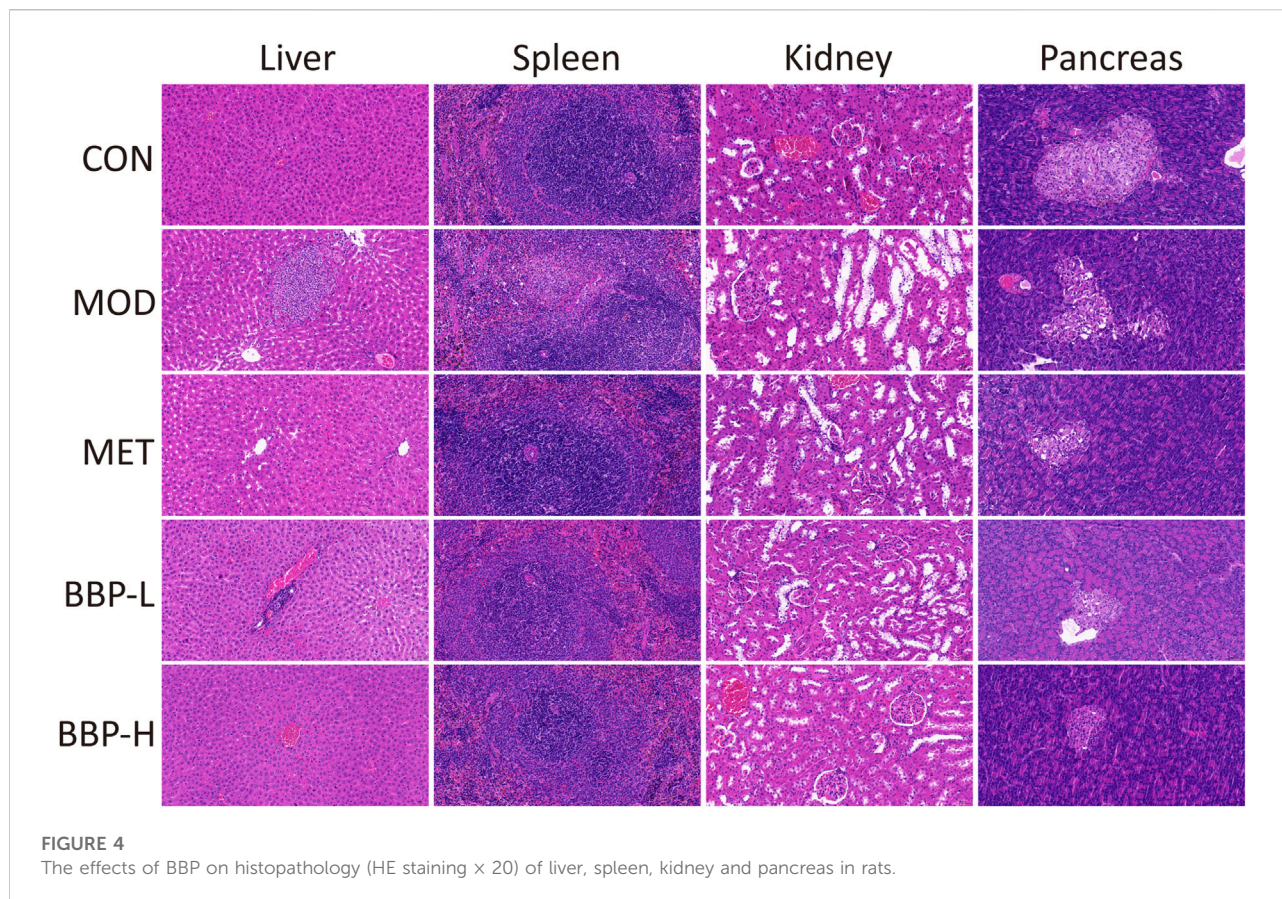 Liver Spleen Kidney Pancreas
CON
MOD
MET
BBP-L
BBP-H
FIGURE 4
The effects of BBP on histopathology (HE staining × 20) of liver, spleen, kidney and pancreas in rats.